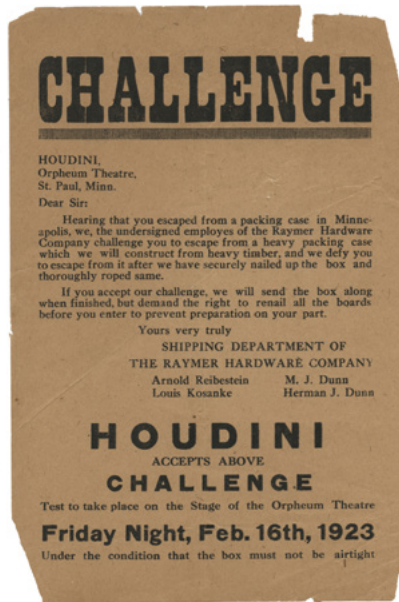 CHALLENGE
HOUDINI,
Orpheum Theatre,
St. Paul, Minn.
Dear Sir:
Hearing that you escaped from a packing case in Minne-
apolis, we, the undersigned employes of the Raymer Hardware
Company challenge you to escape from a heavy packing case
which we will construct from heavy timber, and we defy you
to escape from it after we have securely nailed up the box and
thoroughly roped same.
If you accept our challenge, we will send the box along
when finished, but demand the right to renail all the boards
before you enter to prevent preparation on your part.
Yours very truly
SHIPPING DEPARTMENT OF
THE RAYMER HARDWARE COMPANY
Arnold Reibestein M. J. Dunn
Louis Kosanke Herman J. Dunn
HOUDINI
ACCEPTS ABOVE
CHALLENGE
Test to take place on the Stage of the Orpheum Theatre
Friday Night, Feb. 16th, 1923
Under the condition that the box must not be airtight